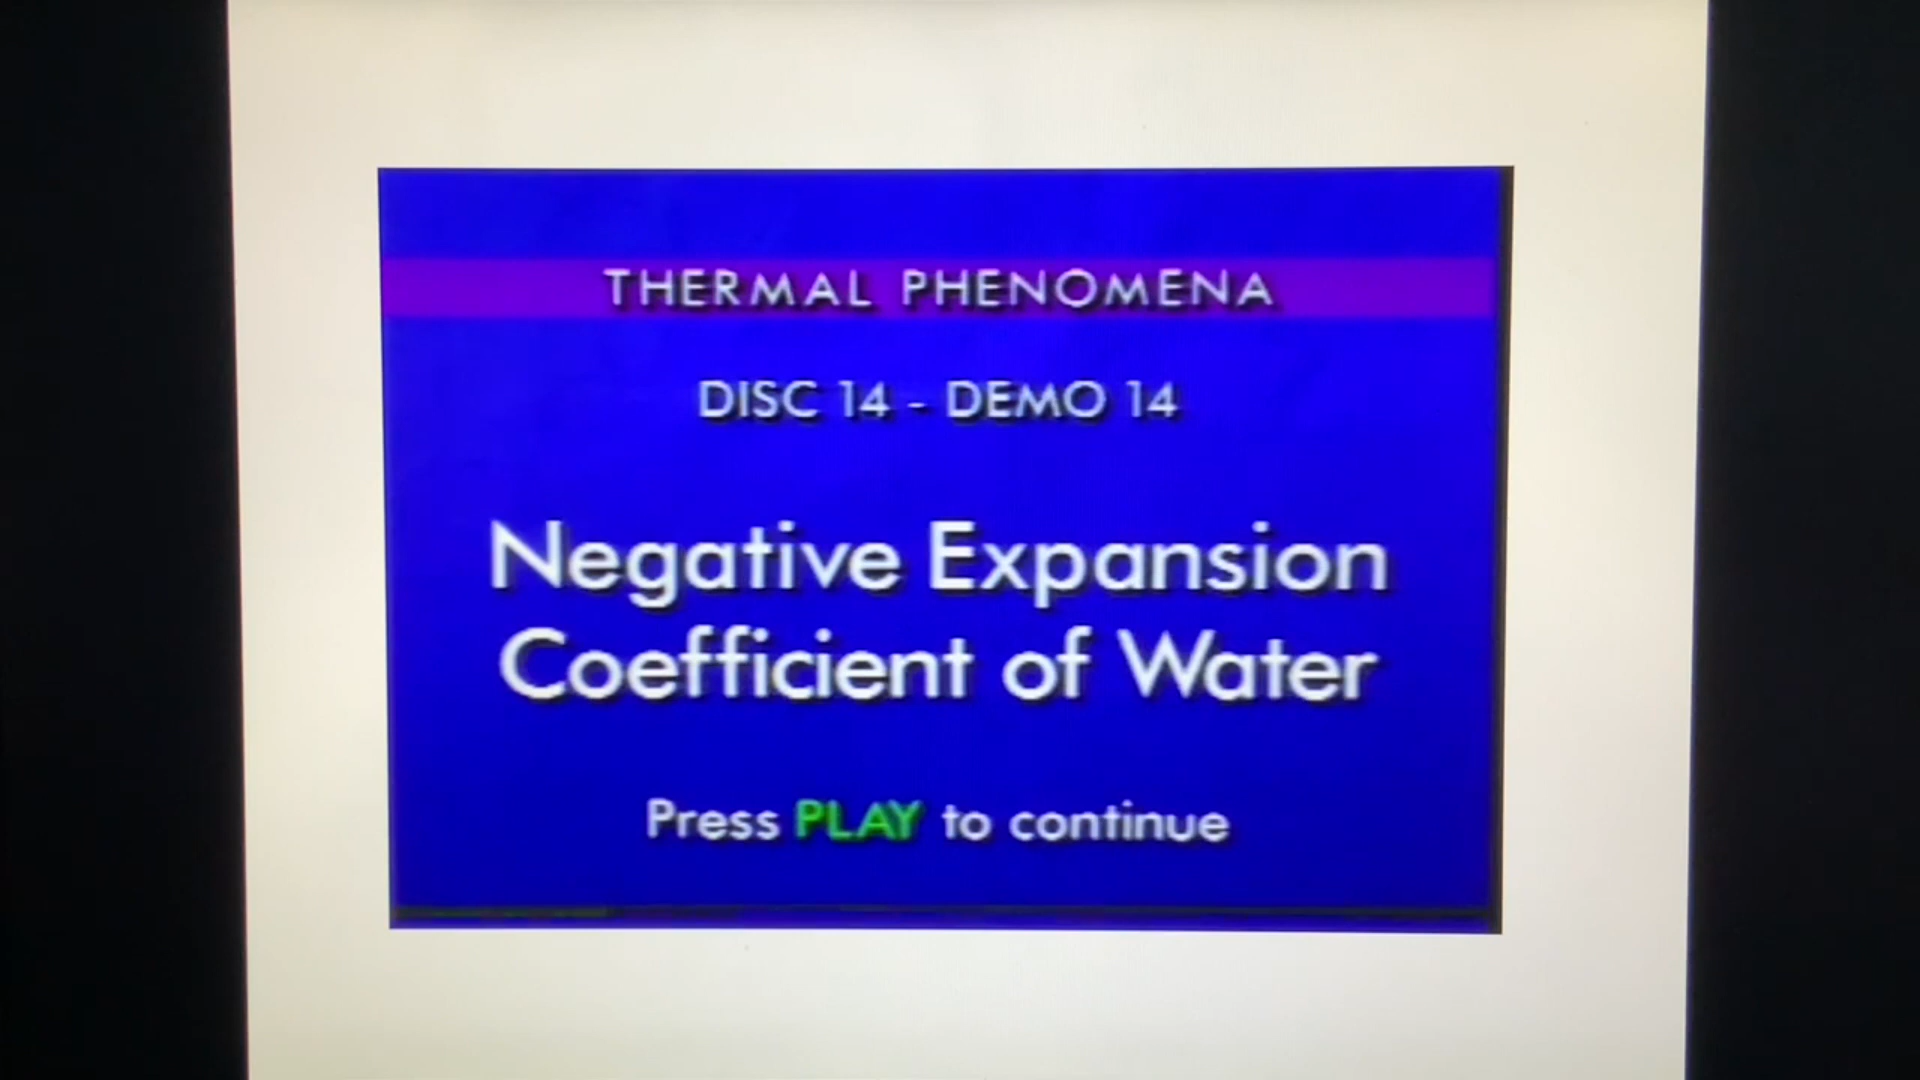 THERMAL PHENOMENA
DISC 14 - DEMO 14
Negative Expansion
Coefficient of Water
Press PLAY to continue